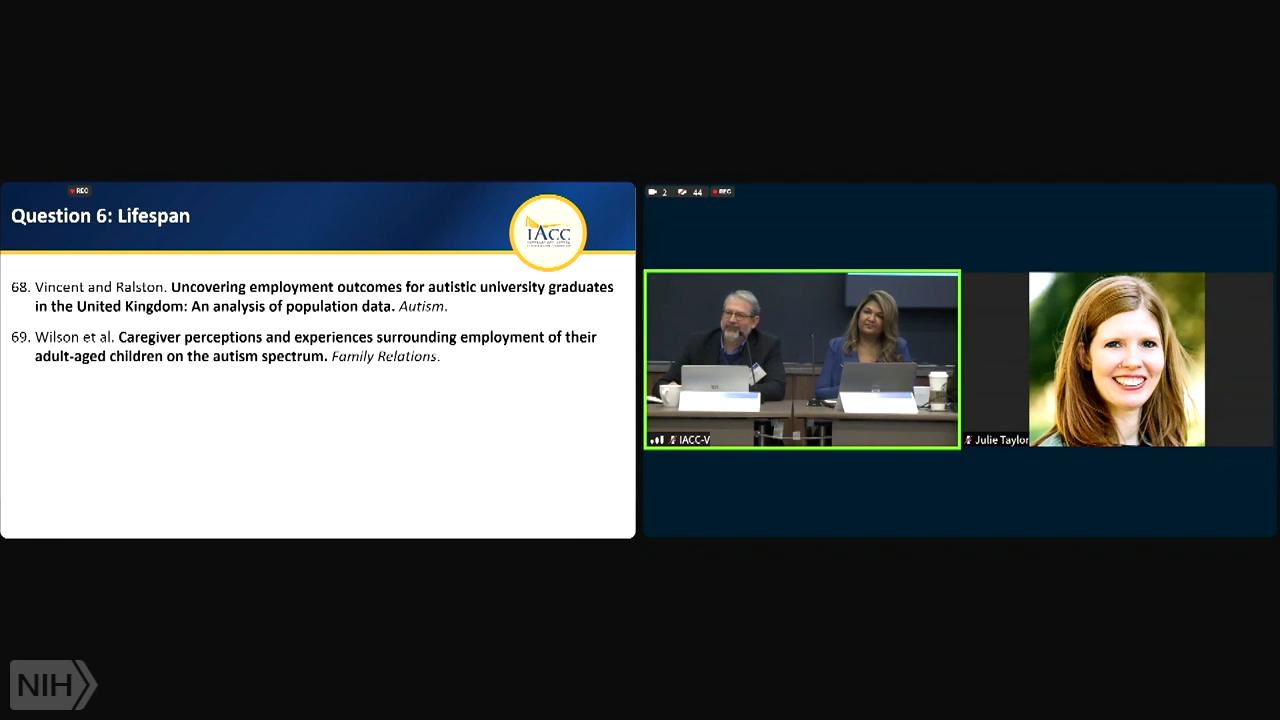 REC
Question 6: Lifespan
IACC
68. Vincent and Ralston. Uncovering employment outcomes for autistic university graduates
in the United Kingdom: An analysis of population data. Autism.
69. Wilson et al. Caregiver perceptions and experiences surrounding employment of their
adult-aged children on the autism spectrum. Family Relations.
2 44 REC
IACC-V
Julie Taylor
NIH